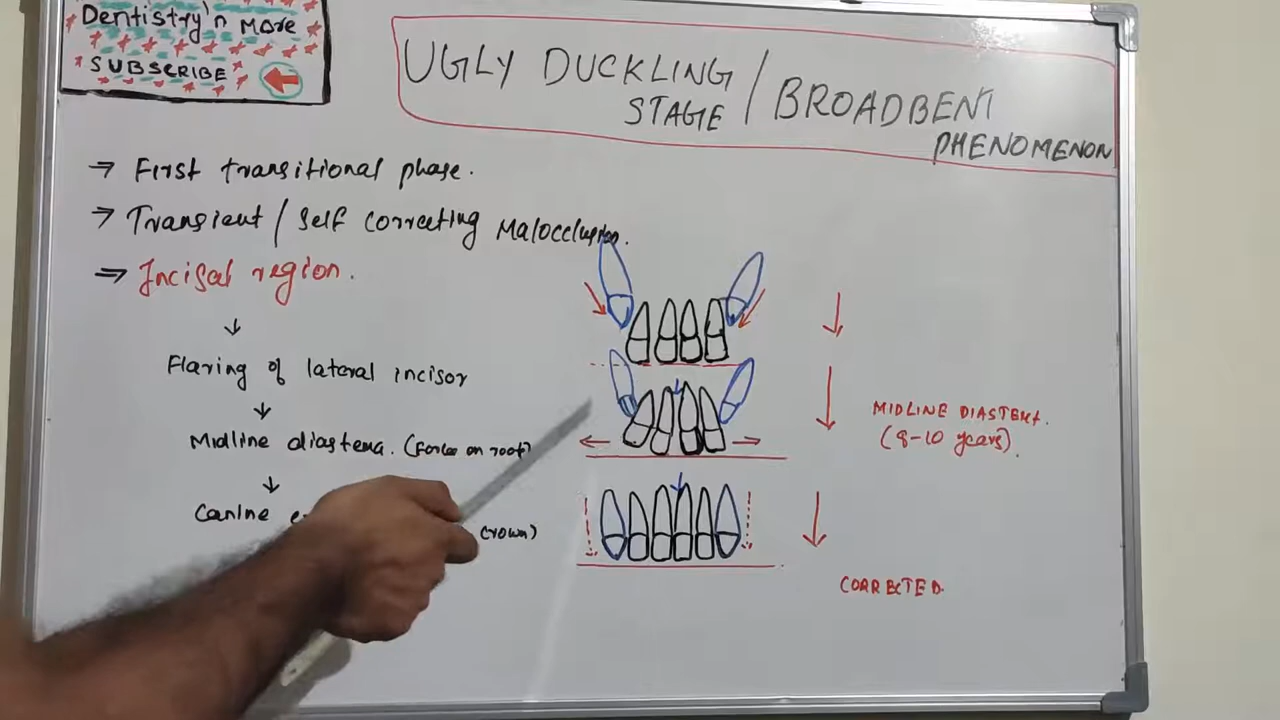 Dentistry'n More
SUBSCRIBE
UGLY DUCKLING / BROADBENT
STAGE PHENOMENON
→ First transitional phase.
→ Transient / Self correcting Malocclusion.
⇒ Incisal region.
↓
Flaring of lateral incisor
↓
Midline diastema. (Force on root)
↓
Canine
crown)
MIDLINE DIASTEMA.
(8-10 years).
CORRECTED.